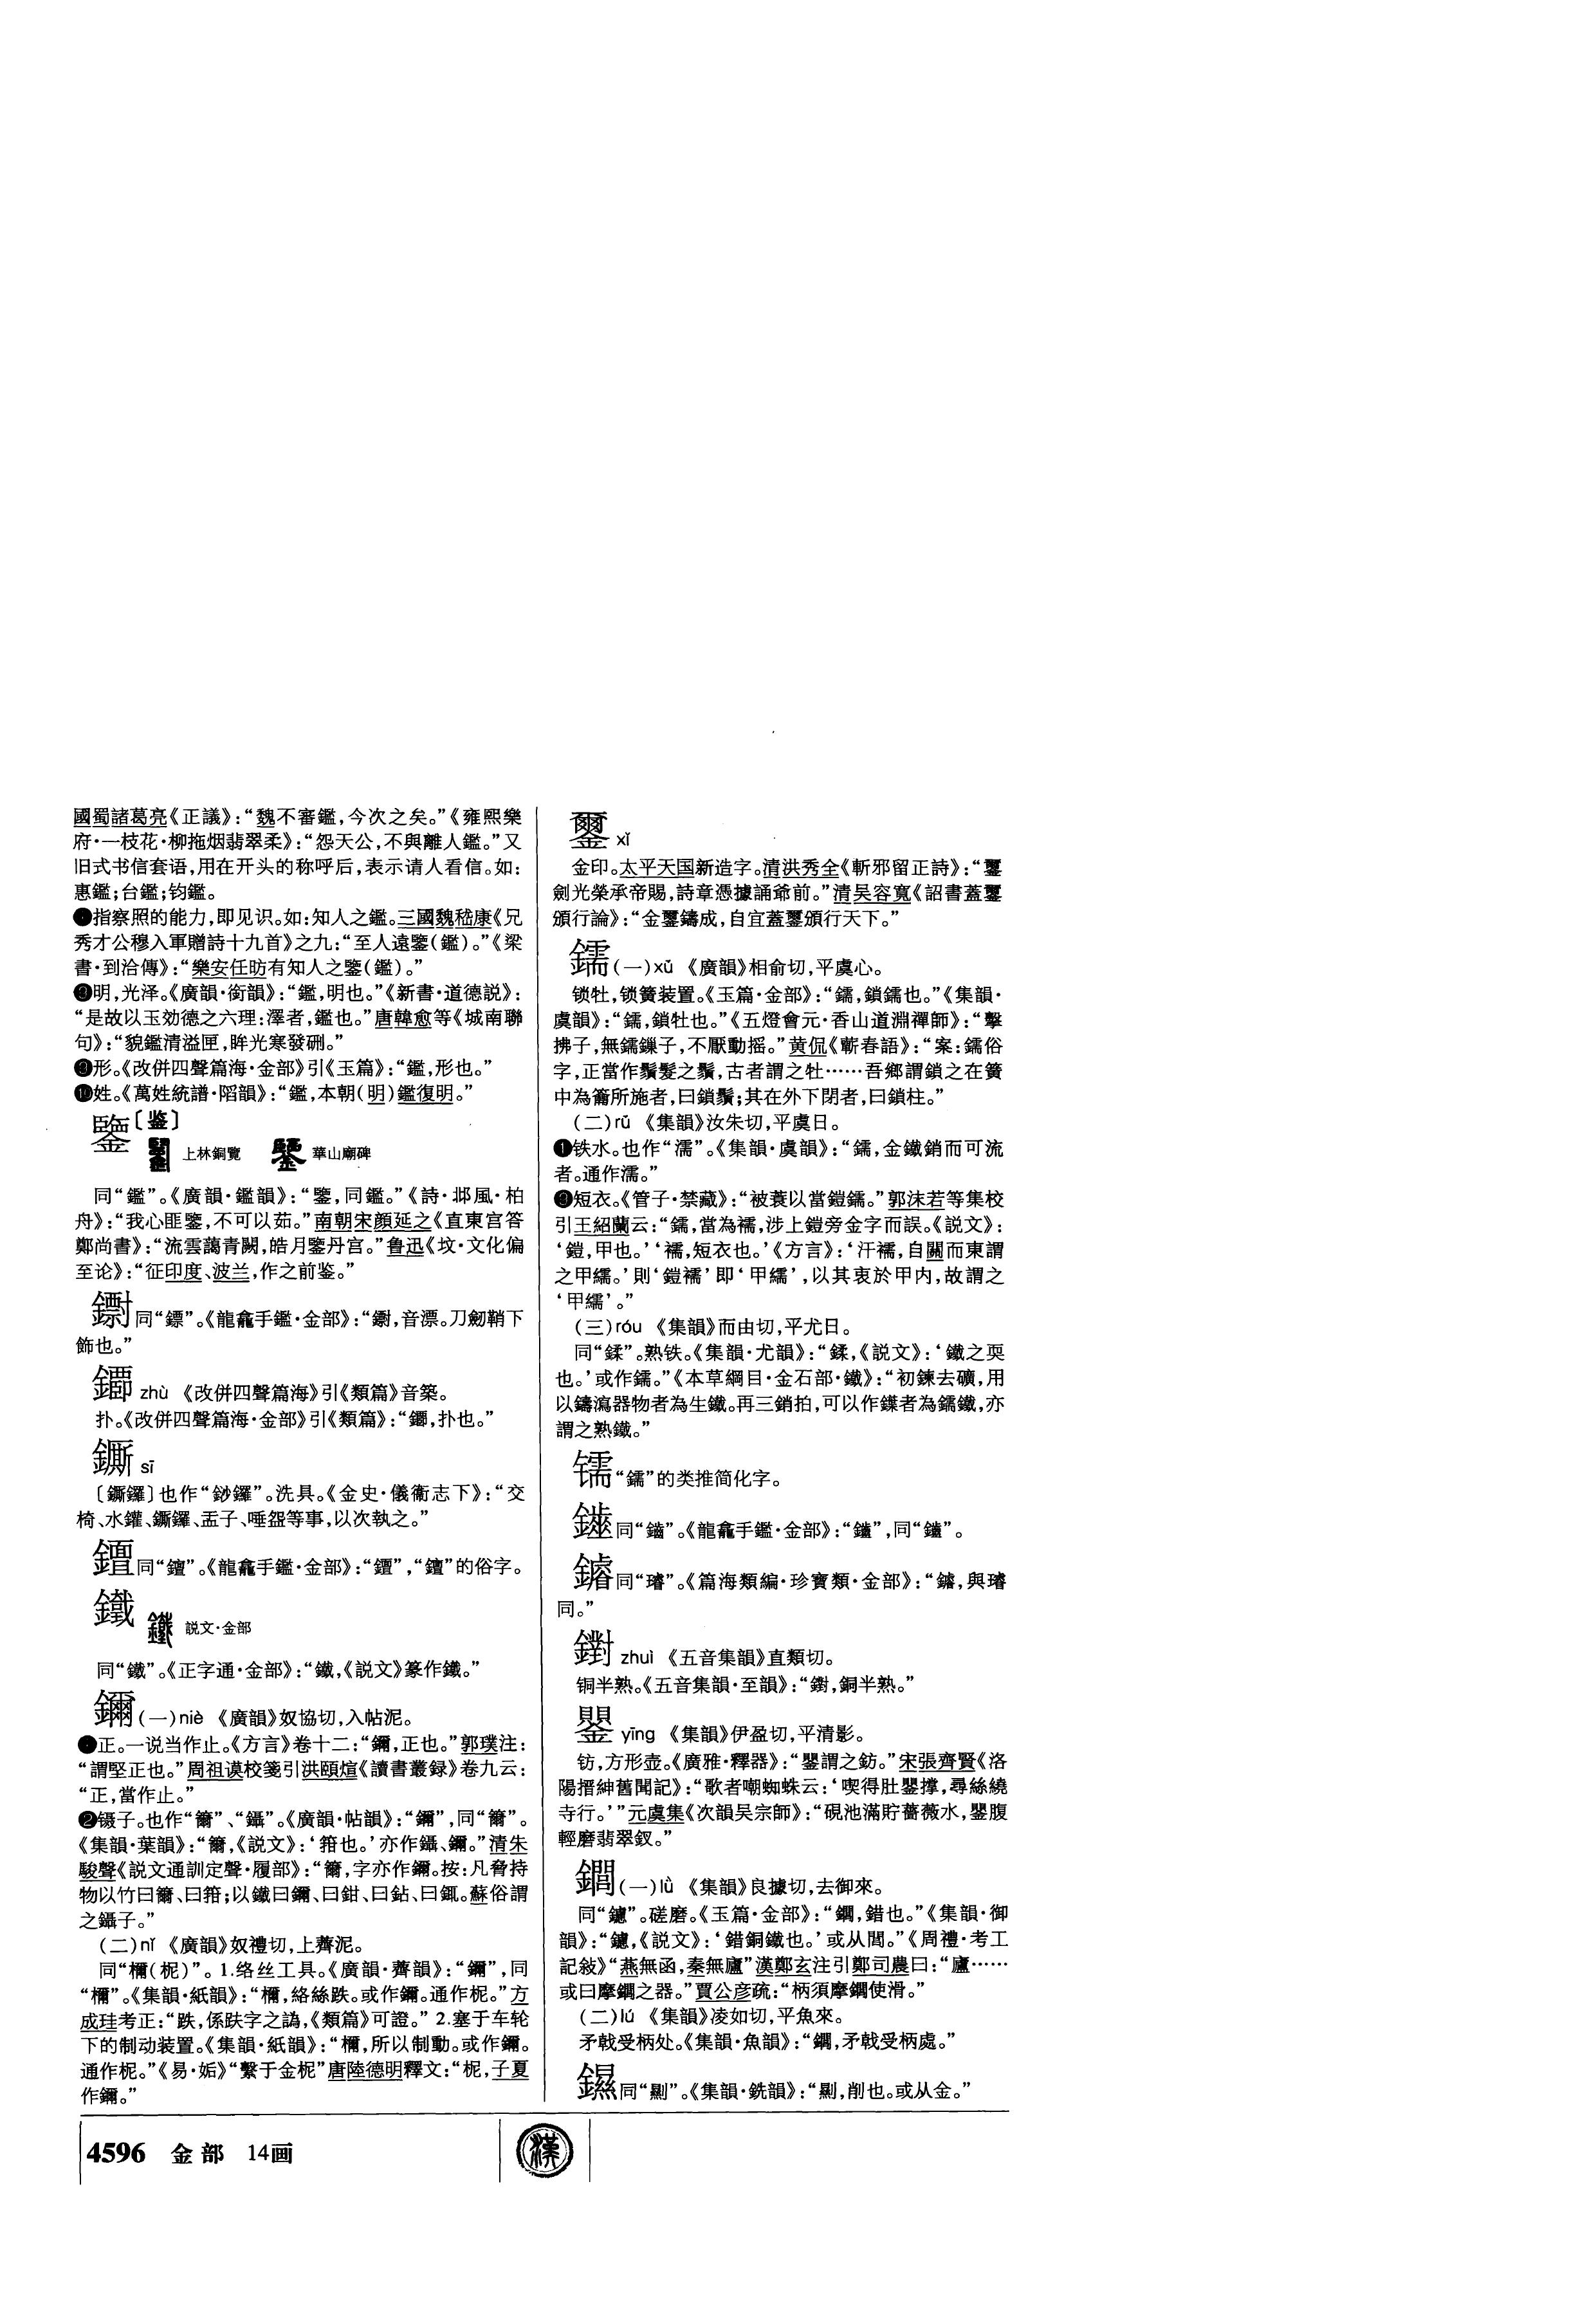 國蜀諸葛亮《正議》：“魏不審鑑，今次之矣。”《雍熙樂
府·一枝花·柳拖烟翡翠柔》：“怨天公，不與離人鑑。”又
旧式书信套语，用在开头的称呼后，表示请人看信。如：
惠鑑；台鑑；钧鑑。
指察照的能力，即见识。如：知人之鑑。三國魏嵇康《兄
秀才公穆入軍贈詩十九首》之九：“至人遠鑒(鑑)。”《梁
書·到洽傳》：“樂安任昉有知人之鑒(鑑)。”
明，光泽。《廣韻·銜韻》：“鑑，明也。”《新書·道德説》：
“是故以玉効德之六理：澤者，鑑也。”唐韓愈等《城南聯
句》：“貌鑑清溢匣，眸光寒發硎。”
形。《改併四聲篇海·金部》引《玉篇》：“鑑，形也。”
❿姓。《萬姓統譜·陷韻》：“鑑，本朝(明)鑑復明。”
鑒〔鉴〕
上林銅鑒 華山廟碑
同“鑑”。《廣韻·鑑韻》：“鑒，同鑑。”《詩·邶風·柏
舟》：“我心匪鑒，不可以茹。”南朝宋顔延之《直東宫答
鄭尚書》：“流雲藹青闕，皓月鑒丹宫。”鲁迅《坟·文化偏
至论》：“征印度、波兰，作之前鉴。”
同“鏢”。《龍龕手鑑·金部》：“，音漂。刀劒鞘下
飾也。”
zhù 《改併四聲篇海》引《類篇》音築。
扑。《改併四聲篇海·金部》引《類篇》：“，扑也。”
鐁 sī
〔鐁鑼〕也作“鈔鑼”。洗具。《金史·儀衛志下》：“交
椅、水鑵、鐁鑼、盂子、唾盌等事，以次執之。”
同“鐺”。《龍龕手鑑·金部》：“”，“”的俗字。
鐵 説文·金部
同“鐵”。《正字通·金部》：“鐵，《説文》篆作鐵。”
鑈(一)niè 《廣韻》奴協切，入帖泥。
正。一说当作止。《方言》卷十二：“鑈，正也。”郭璞注：
“謂堅正也。”周祖谟校箋引洪頤煊《讀書叢録》卷九云：
“正，當作止。”
❷镊子。也作“籋”、“鑷”。《廣韻·帖韻》：“鑈”，同“籋”。
《集韻·葉韻》：“籋，《説文》：‘箝也。’亦作鑷、鑈。”清朱
駿聲《説文通訓定聲·履部》：“籋，字亦作鑈。按：凡脅持
物以竹曰籋、曰箝；以鐵曰鑈、曰鉗、曰鉆、曰銸。蘇俗謂
之鑷子。”
(二)nǐ 《廣韻》奴禮切，上薺泥。
同“檷(柅)”。1.络丝工具。《廣韻·薺韻》：“鑈”，同
“檷”。《集韻·紙韻》：“檷，絡絲趺。或作鑈。通作柅。”方
成珪考正：“跌，係趺字之譌，《類篇》可證。” 2.塞于车轮
下的制动装置。《集韻·紙韻》：“檷，所以制動。或作鑈。
通作柅。”《易·姤》“繫于金柅”唐陸德明釋文：“柅，子夏
作鑈。”
xǐ
金印。太平天国新造字。清洪秀全《斬邪留正詩》：“
劍光榮承帝賜，詩章憑據誦爺前。”清吴容寬《詔書蓋
頒行論》：“金鑄成，自宜蓋頒行天下。”
鑐(一)xū 《廣韻》相俞切，平虞心。
锁牡，锁簧装置。《玉篇·金部》：“鑐，鎖鑐也。”《集韻·
虞韻》：“鑐，鎖牡也。”《五燈會元·香山道淵禪師》：“擊
拂子，無鑐鏁子，不厭動摇。”黄侃《蘄春語》：“案：鑐俗
字，正當作鬚髮之鬚，古者謂之牡……吾鄉謂鎖之在簧
中為籥所施者，曰鎖鬚；其在外下閉者，曰鎖柱。”
(二)rú 《集韻》汝朱切，平虞日。
❶铁水。也作“濡”。《集韻·虞韻》：“鑐，金鐵銷而可流
者。通作濡。”
短衣。《管子·禁藏》：“被蓑以當鎧鑐。”郭沫若等集校
引王紹蘭云：“鑐，當為襦，涉上鎧旁金字而誤。《説文》：
‘鎧，甲也。’‘襦，短衣也。’《方言》：‘汗襦，自關而東謂
之甲襦。’則‘鎧襦’即‘甲襦’，以其衷於甲内，故謂之
‘甲襦’。”
(三)róu 《集韻》而由切，平尤日。
同“鍒”。熟铁。《集韻·尤韻》：“鍒，《説文》：‘鐵之耎
也。’或作鑐。”《本草綱目·金石部·鐵》：“初鍊去礦，用
以鑄瀉器物者為生鐵。再三銷拍，可以作鍱者為鑐鐵，亦
謂之熟鐵。”
“鑐”的类推简化字。
同“”。《龍龕手鑑·金部》：“”，同“”。
同“璿”。《篇海類編·珍寶類·金部》：“，與璿
同。”
zhuì 《五音集韻》直類切。
铜半熟。《五音集韻·至韻》：“，銅半熟。”
鑍 yīng 《集韻》伊盈切，平清影。
钫，方形壶。《廣雅·釋器》：“鑍謂之鈁。”宋張齊賢《洛
陽搢紳舊聞記》：“歌者嘲蜘蛛云：‘喫得肚鑍撑，尋絲繞
寺行。’”元虞集《次韻吴宗師》：“硯池滿貯薔薇水，鑍腹
輕磨翡翠釵。”
鑢(一)lǜ 《集韻》良據切，去御來。
同“鑢”。磋磨。《玉篇·金部》：“，錯也。”《集韻·御
韻》：“鑢，《説文》：‘錯銅鐵也。’或从閭。”《周禮·考工
記敍》“燕無函，秦無廬”漢鄭玄注引鄭司農曰：“廬……
或曰摩之器。”賈公彦疏：“柄須摩使滑。”
(二)lú 《集韻》凌如切，平魚來。
矛戟受柄处。《集韻·魚韻》：“，矛戟受柄處。”
同“”。《集韻·銑韻》：“，削也。或从金。”
4596 金部 14画
漢